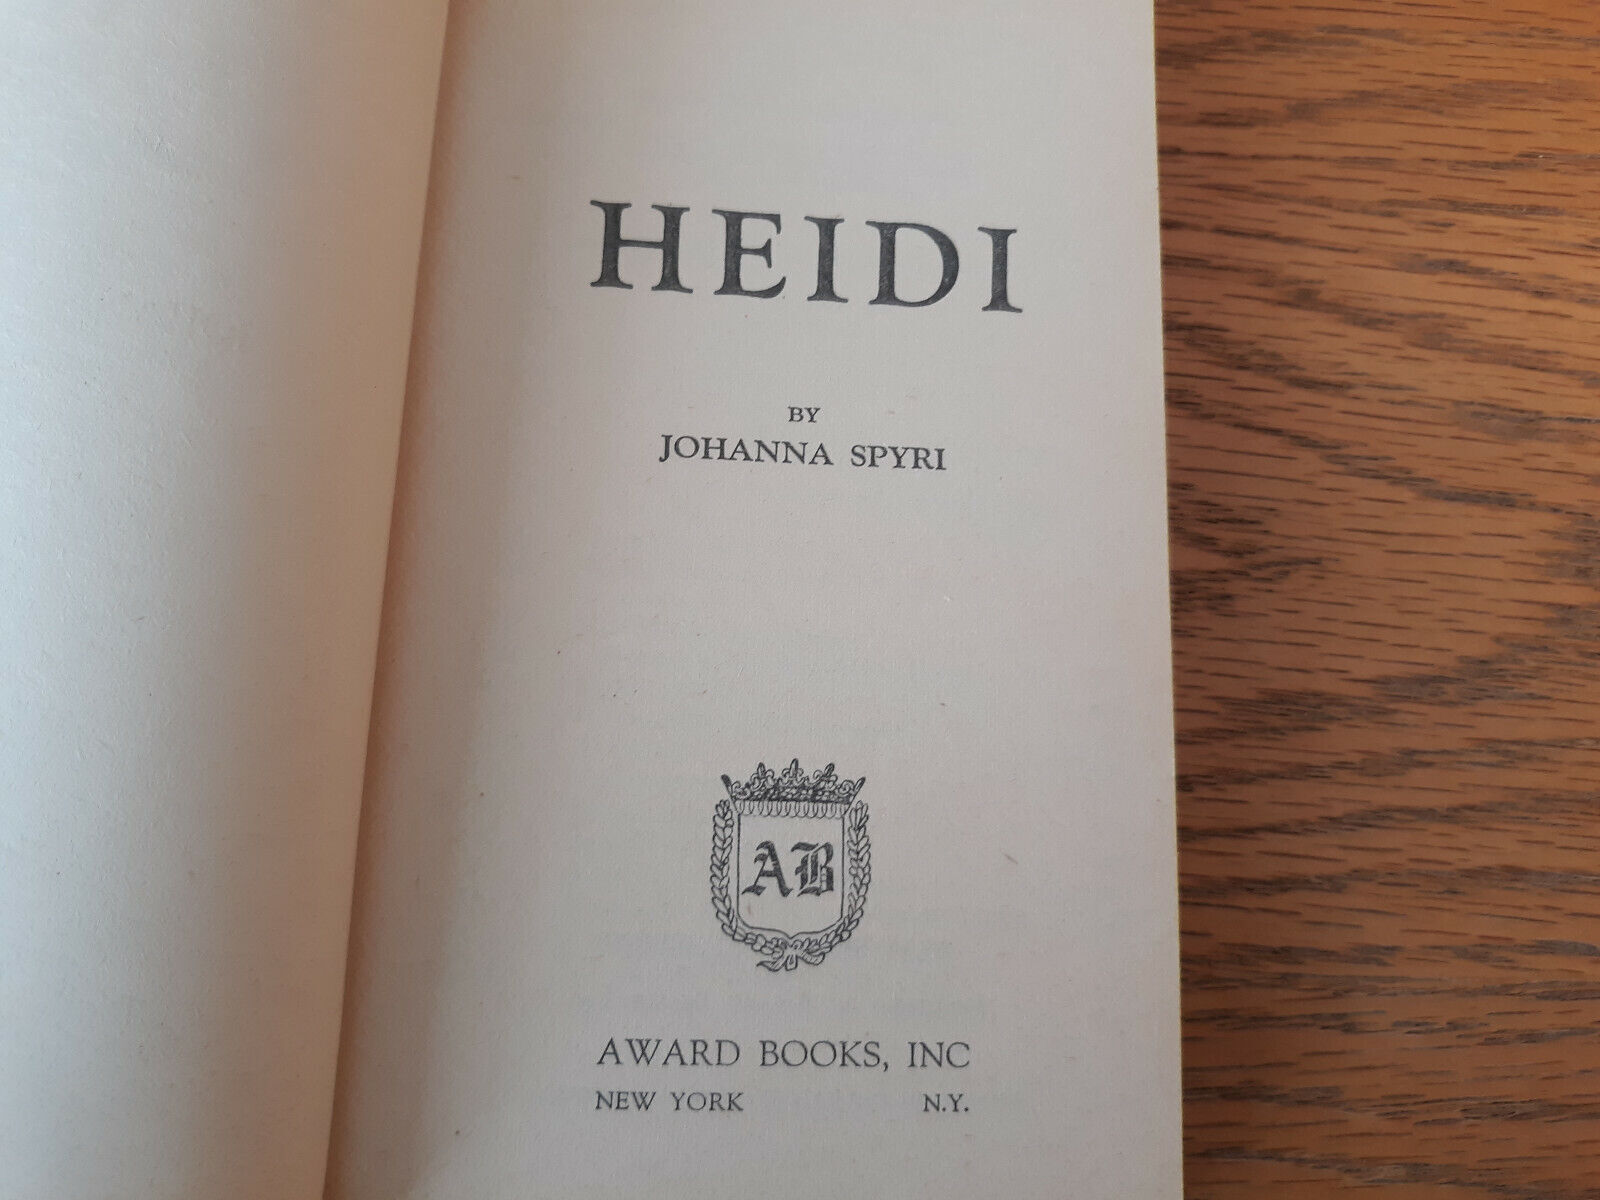 HEIDI
BY
JOHANNA SPYRI
AB
AWARD BOOKS, INC
NEW YORK N.Y.